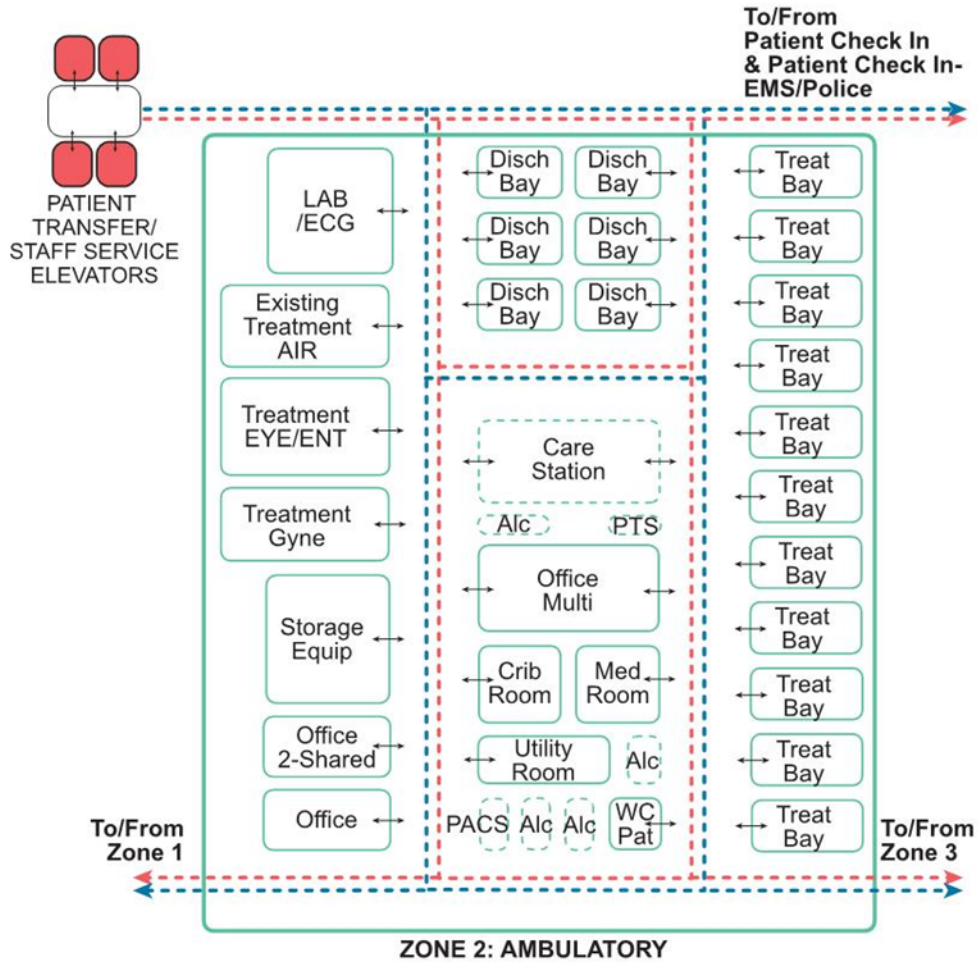 To/From
Patient Check In
& Patient Check In-
EMS/Police
PATIENT
TRANSFER/
STAFF SERVICE
ELEVATORS
LAB
/ECG
Existing
Treatment
AIR
Treatment
EYE/ENT
Treatment
Gyne
Storage
Equip
Office
2-Shared
Office
Disch
Bay
Disch
Bay
Disch
Bay
Disch
Bay
Disch
Bay
Disch
Bay
Care
Station
Alc
PTS
Office
Multi
Crib
Room
Med
Room
Utility
Room
Alc
PACS
Alc
Alc
WC
Pat
Treat
Bay
Treat
Bay
Treat
Bay
Treat
Bay
Treat
Bay
Treat
Bay
Treat
Bay
Treat
Bay
Treat
Bay
Treat
Bay
Treat
Bay
To/From
Zone 1
To/From
Zone 3
ZONE 2: AMBULATORY